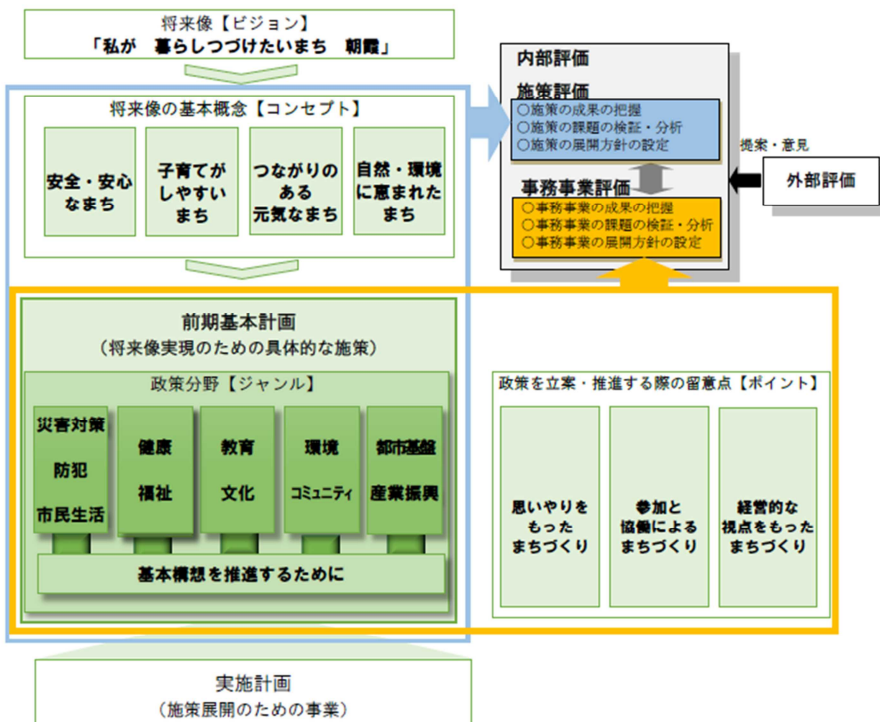 将来像【ビジョン】
「私が　暮らしつづけたいまち　朝霞」
将来像の基本概念【コンセプト】
安全・安心
なまち
子育てが
しやすい
まち
つながりの
ある
元気なまち
自然・環境
に恵まれた
まち
内部評価
施策評価
○施策の成果の把握
○施策の課題の検証・分析
○施策の展開方針の設定
事務事業評価
○事務事業の成果の把握
○事務事業の課題の検証・分析
○事務事業の展開方針の設定
提案・意見
外部評価
前期基本計画
（将来像実現のための具体的な施策）
政策分野【ジャンル】
災害対策
防犯
市民生活
健康
福祉
教育
文化
環境
コミュニティ
都市基盤
産業振興
基本構想を推進するために
政策を立案・推進する際の留意点【ポイント】
思いやりを
もった
まちづくり
参加と
協働による
まちづくり
経営的な
視点をもった
まちづくり
実施計画
（施策展開のための事業）